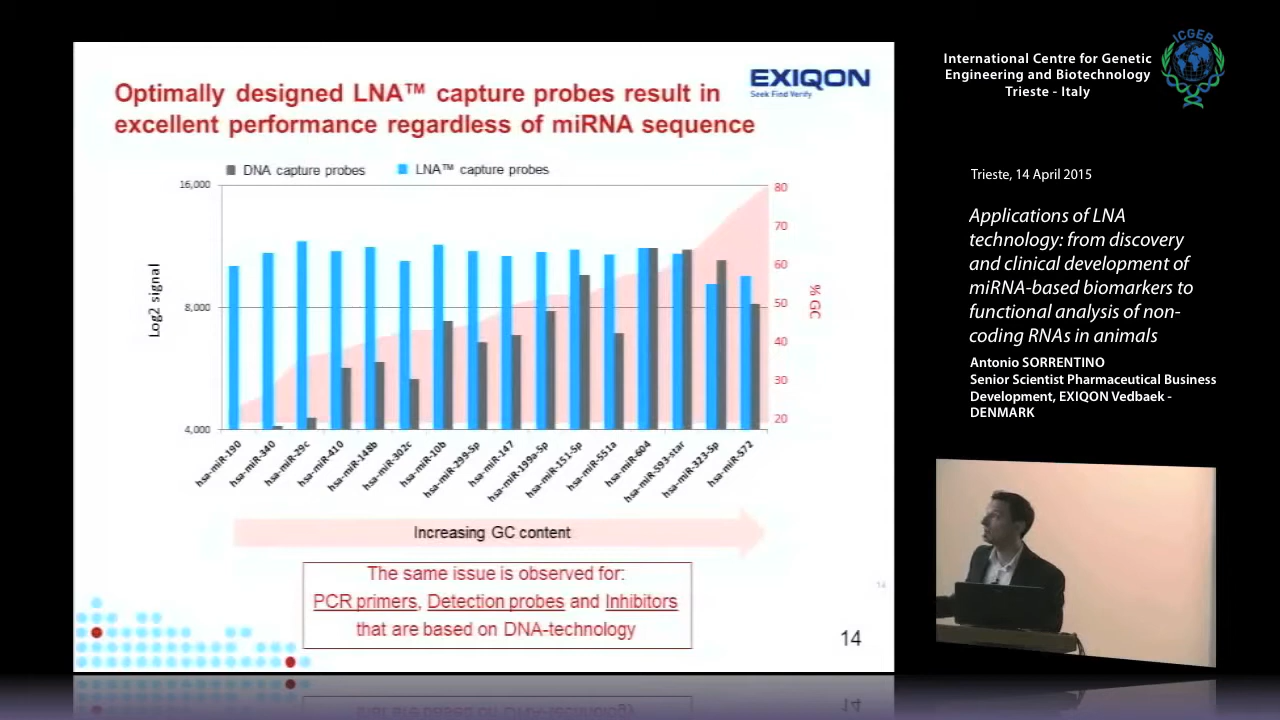 Optimally designed LNA™ capture probes result in
excellent performance regardless of miRNA sequence
EXIQON
Seek Find Verify
DNA capture probes
LNA™ capture probes
16,000
8,000
4,000
Log2 signal
80
70
60
50
40
30
20
% GC
hsa-miR-190
hsa-miR-340
hsa-miR-29c
hsa-miR-410
hsa-miR-148b
hsa-miR-302c
hsa-miR-10b
hsa-miR-299-5p
hsa-miR-147
hsa-miR-199a-5p
hsa-miR-151-5p
hsa-miR-551a
hsa-miR-604
hsa-miR-593-star
hsa-miR-323-5p
hsa-miR-572
Increasing GC content
The same issue is observed for:
PCR primers, Detection probes and Inhibitors
that are based on DNA-technology
14
14
International Centre for Genetic
Engineering and Biotechnology
Trieste - Italy
ICGEB
Trieste, 14 April 2015
Applications of LNA
technology: from discovery
and clinical development of
miRNA-based biomarkers to
functional analysis of non-
coding RNAs in animals
Antonio SORRENTINO
Senior Scientist Pharmaceutical Business
Development, EXIQON Vedbaek -
DENMARK